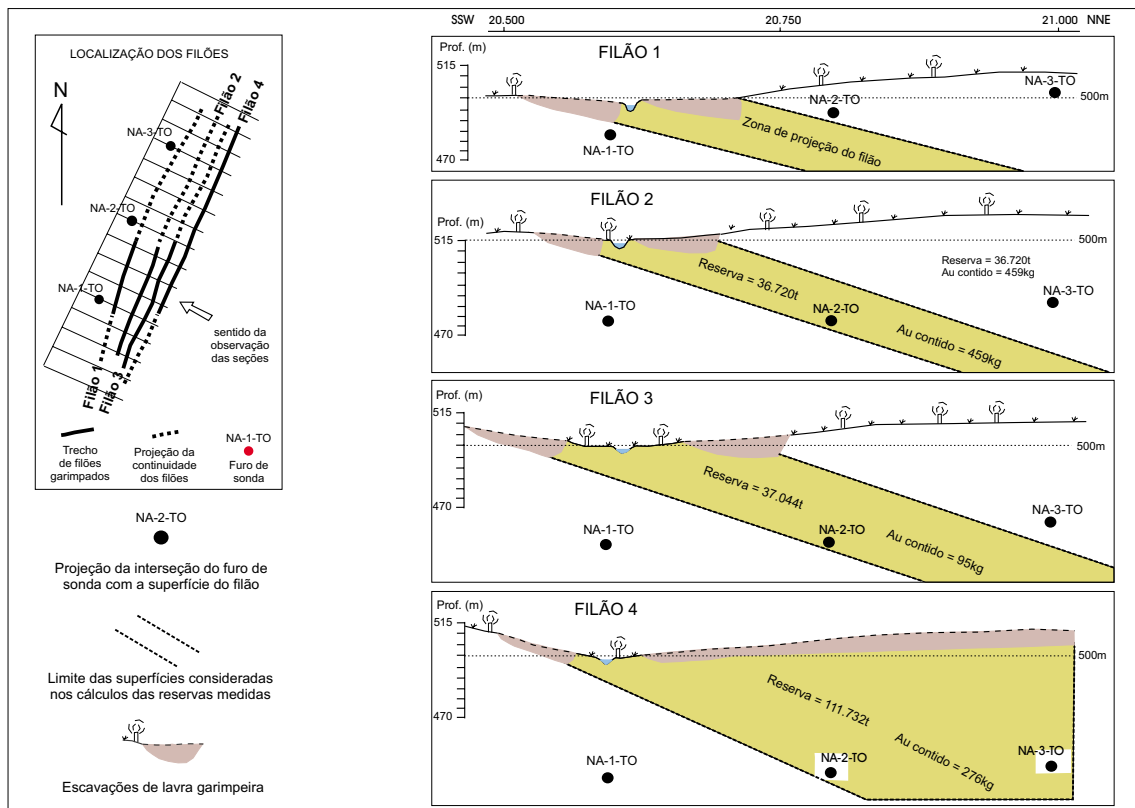 LOCALIZAÇÃO DOS FILÕES
N
Filão 2
Filão 4
NA-3-TO
NA-2-TO
NA-1-TO
sentido da
observação
das seções
Filão 1
Filão 3
Trecho
de filões
garimpados
Projeção da
continuidade
dos filões
NA-1-TO
Furo de
sonda
NA-2-TO
Projeção da interseção do furo de
sonda com a superfície do filão
Limite das superfícies consideradas
nos cálculos das reservas medidas
Escavações de lavra garimpeira
SSW
20.500
20.750
21.000
NNE
Prof. (m)
FILÃO 1
515
470
500m
NA-1-TO
NA-2-TO
NA-3-TO
Zona de projeção do filão
Prof. (m)
FILÃO 2
515
470
500m
Reserva = 36.720t
Au contido = 459kg
Reserva = 36.720t
NA-1-TO
NA-2-TO
NA-3-TO
Au contido = 459kg
Prof. (m)
FILÃO 3
515
470
500m
Reserva = 37.044t
NA-1-TO
NA-2-TO
NA-3-TO
Au contido = 95kg
Prof. (m)
FILÃO 4
515
470
500m
Reserva = 111.732t
NA-1-TO
NA-2-TO
NA-3-TO
Au contido = 276kg